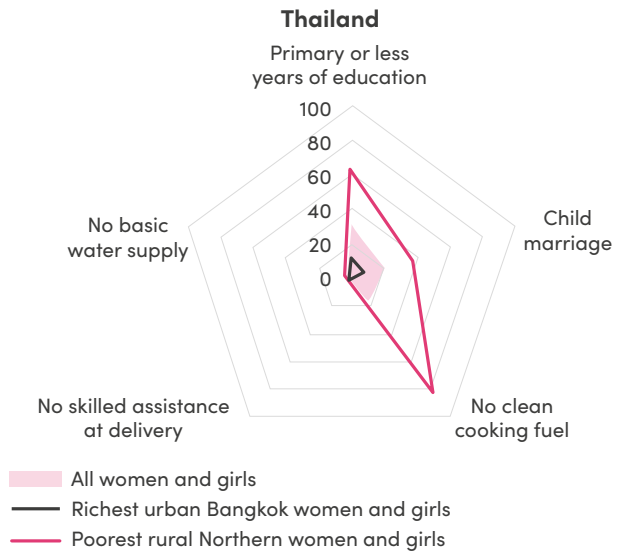 Thailand
Primary or less
years of education
100
80
60
40
20
0
Child
marriage
No basic
water supply
No skilled assistance
at delivery
No clean
cooking fuel
All women and girls
Richest urban Bangkok women and girls
Poorest rural Northern women and girls